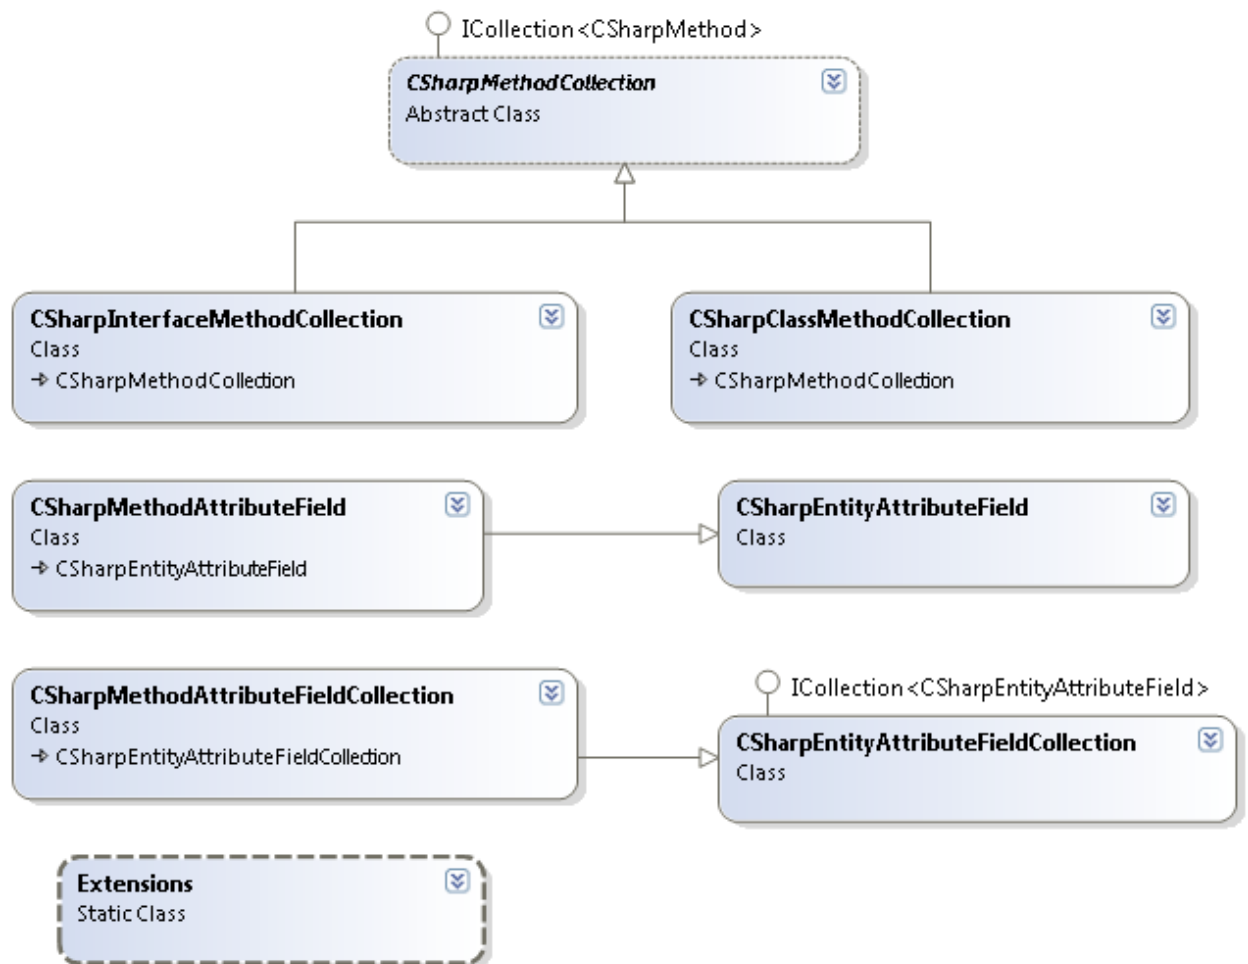 ICollection<CSharpMethod>
CSharpMethodCollection
Abstract Class
CSharpInterfaceMethodCollection
Class
CSharpMethodCollection
CSharpClassMethodCollection
Class
CSharpMethodCollection
CSharpMethodAttributeField
Class
CSharpEntityAttributeField
CSharpEntityAttributeField
Class
CSharpMethodAttributeFieldCollection
Class
CSharpEntityAttributeFieldCollection
ICollection<CSharpEntityAttributeField>
CSharpEntityAttributeFieldCollection
Class
Extensions
Static Class